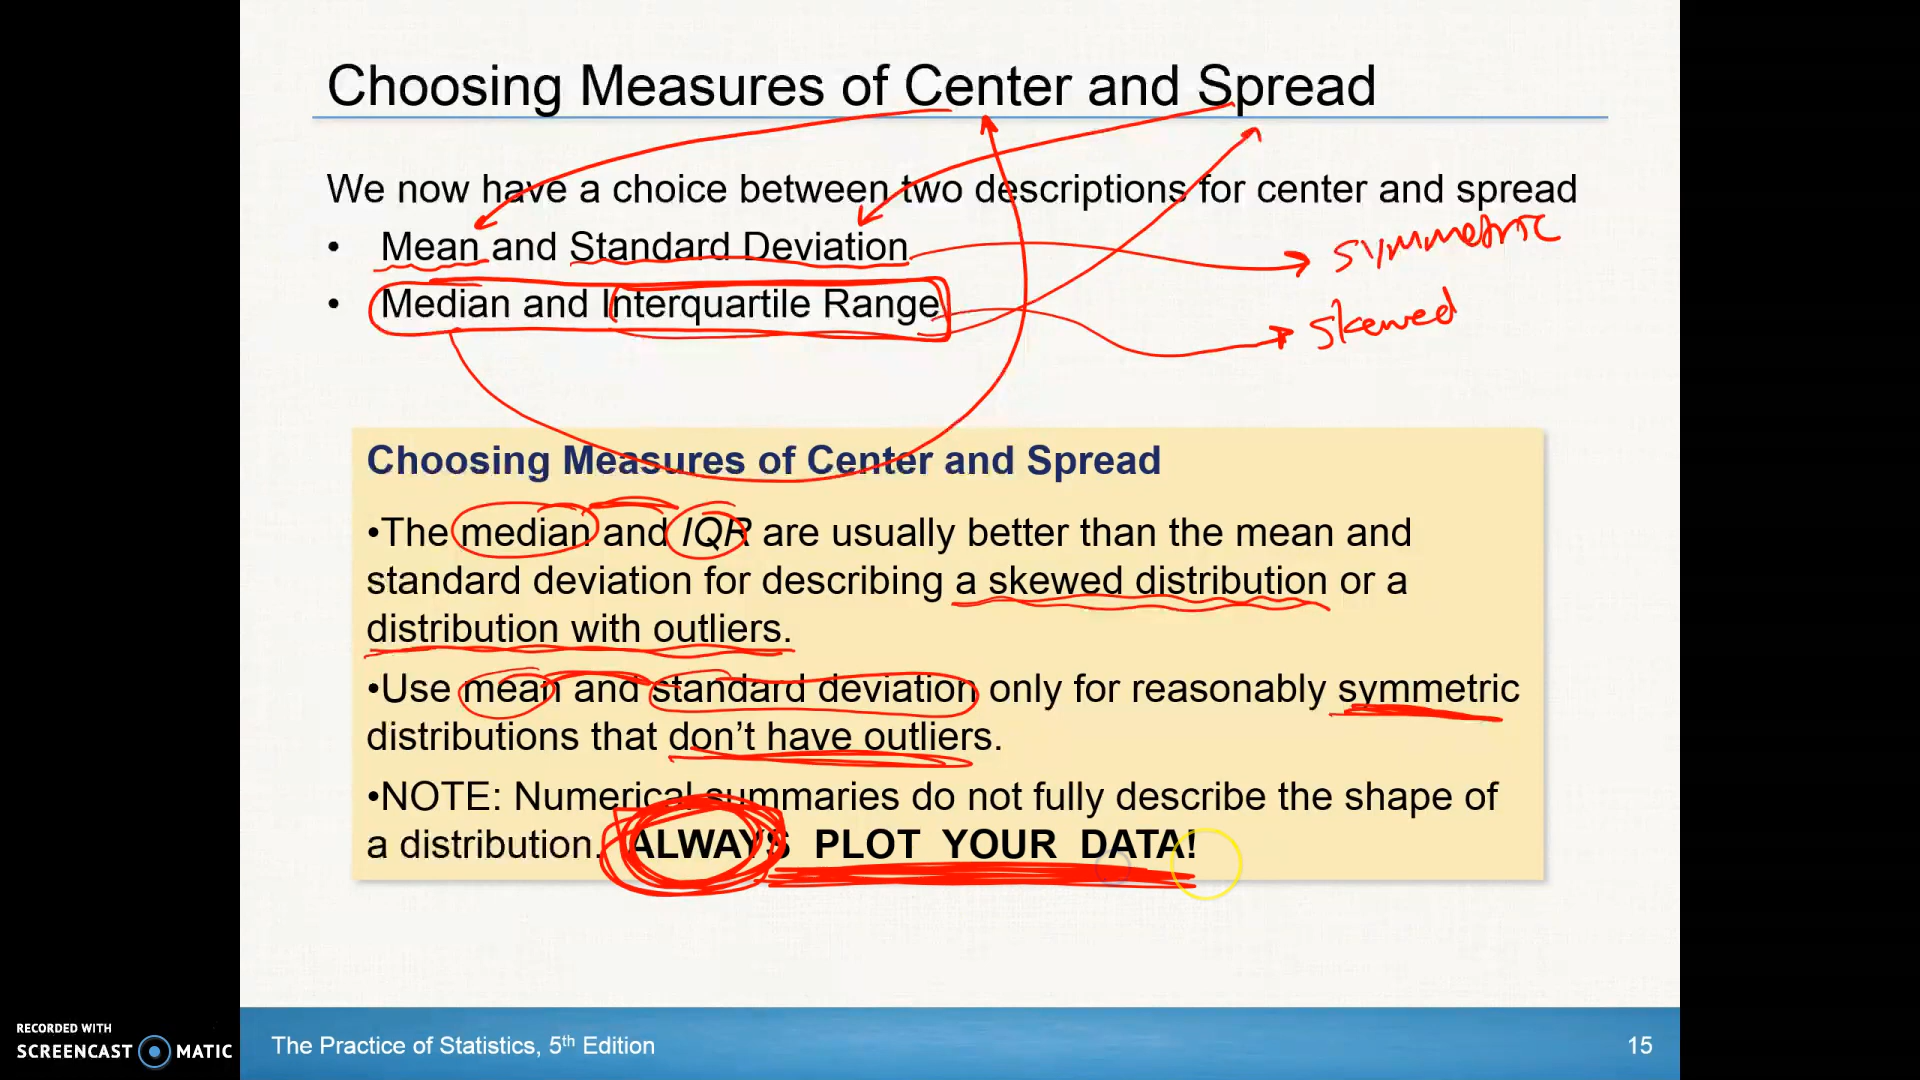 Choosing Measures of Center and Spread
We now have a choice between two descriptions for center and spread
• Mean and Standard Deviation
symmetric
• Median and Interquartile Range
skewed
Choosing Measures of Center and Spread
•The median and IQR are usually better than the mean and
standard deviation for describing a skewed distribution or a
distribution with outliers.
•Use mean and standard deviation only for reasonably symmetric
distributions that don't have outliers.
•NOTE: Numerical summaries do not fully describe the shape of
a distribution. ALWAYS PLOT YOUR DATA!
RECORDED WITH
SCREENCAST MATIC
The Practice of Statistics, 5th Edition
15